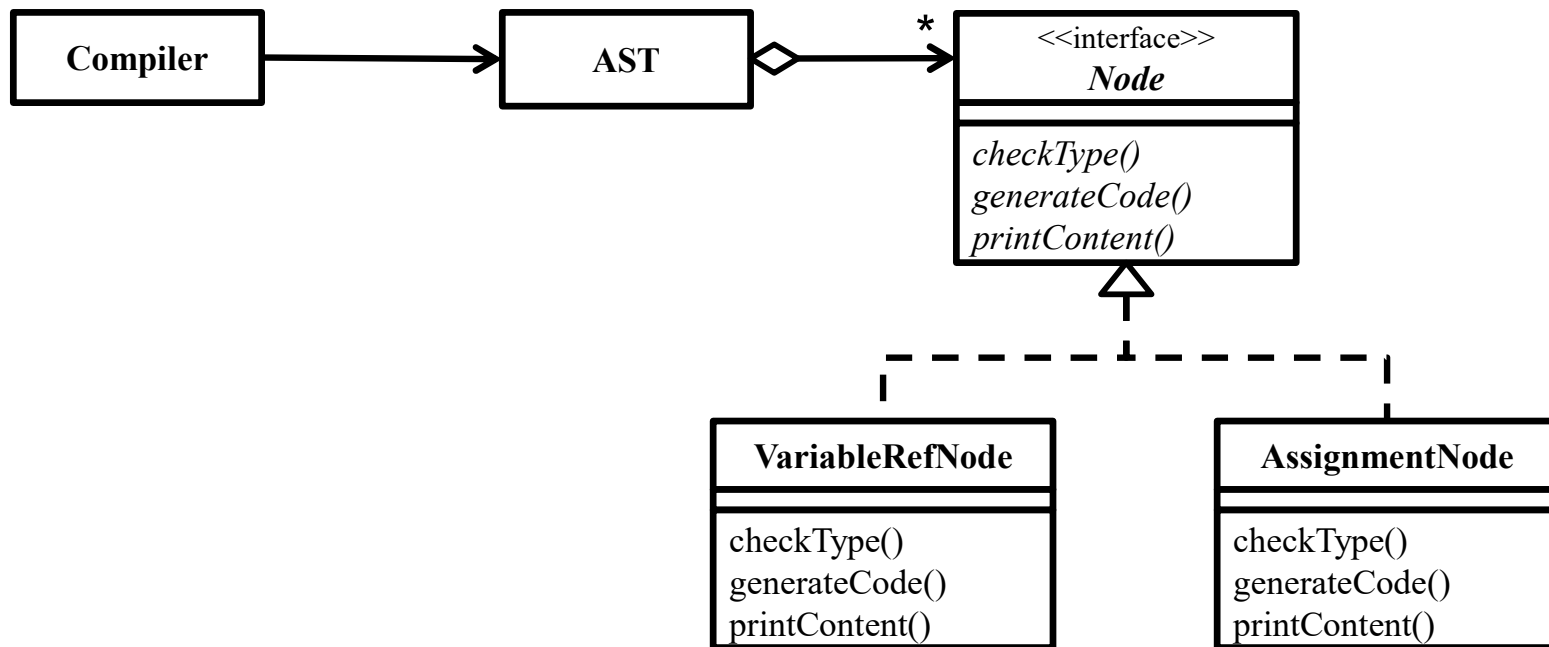 Compiler
AST
*
<<interface>>
Node
checkType()
generateCode()
printContent()
VariableRefNode
checkType()
generateCode()
printContent()
AssignmentNode
checkType()
generateCode()
printContent()